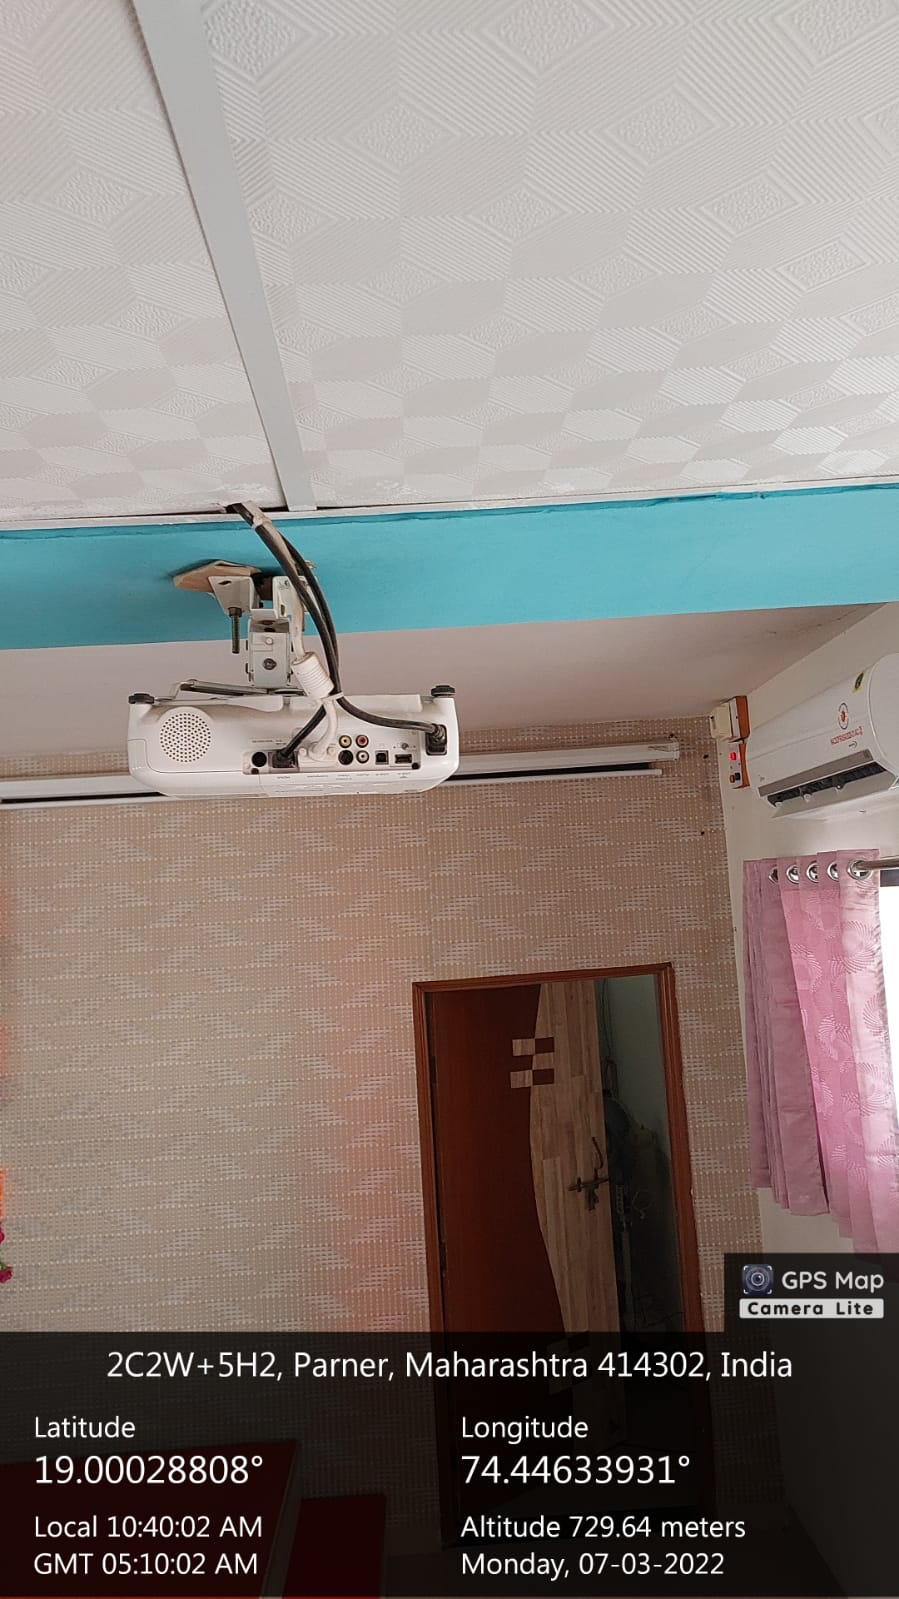 GPS Map
Camera Lite
2C2W+5H2, Parner, Maharashtra 414302, India
Latitude
19.00028808°
Longitude
74.44633931°
Local 10:40:02 AM
GMT 05:10:02 AM
Altitude 729.64 meters
Monday, 07-03-2022